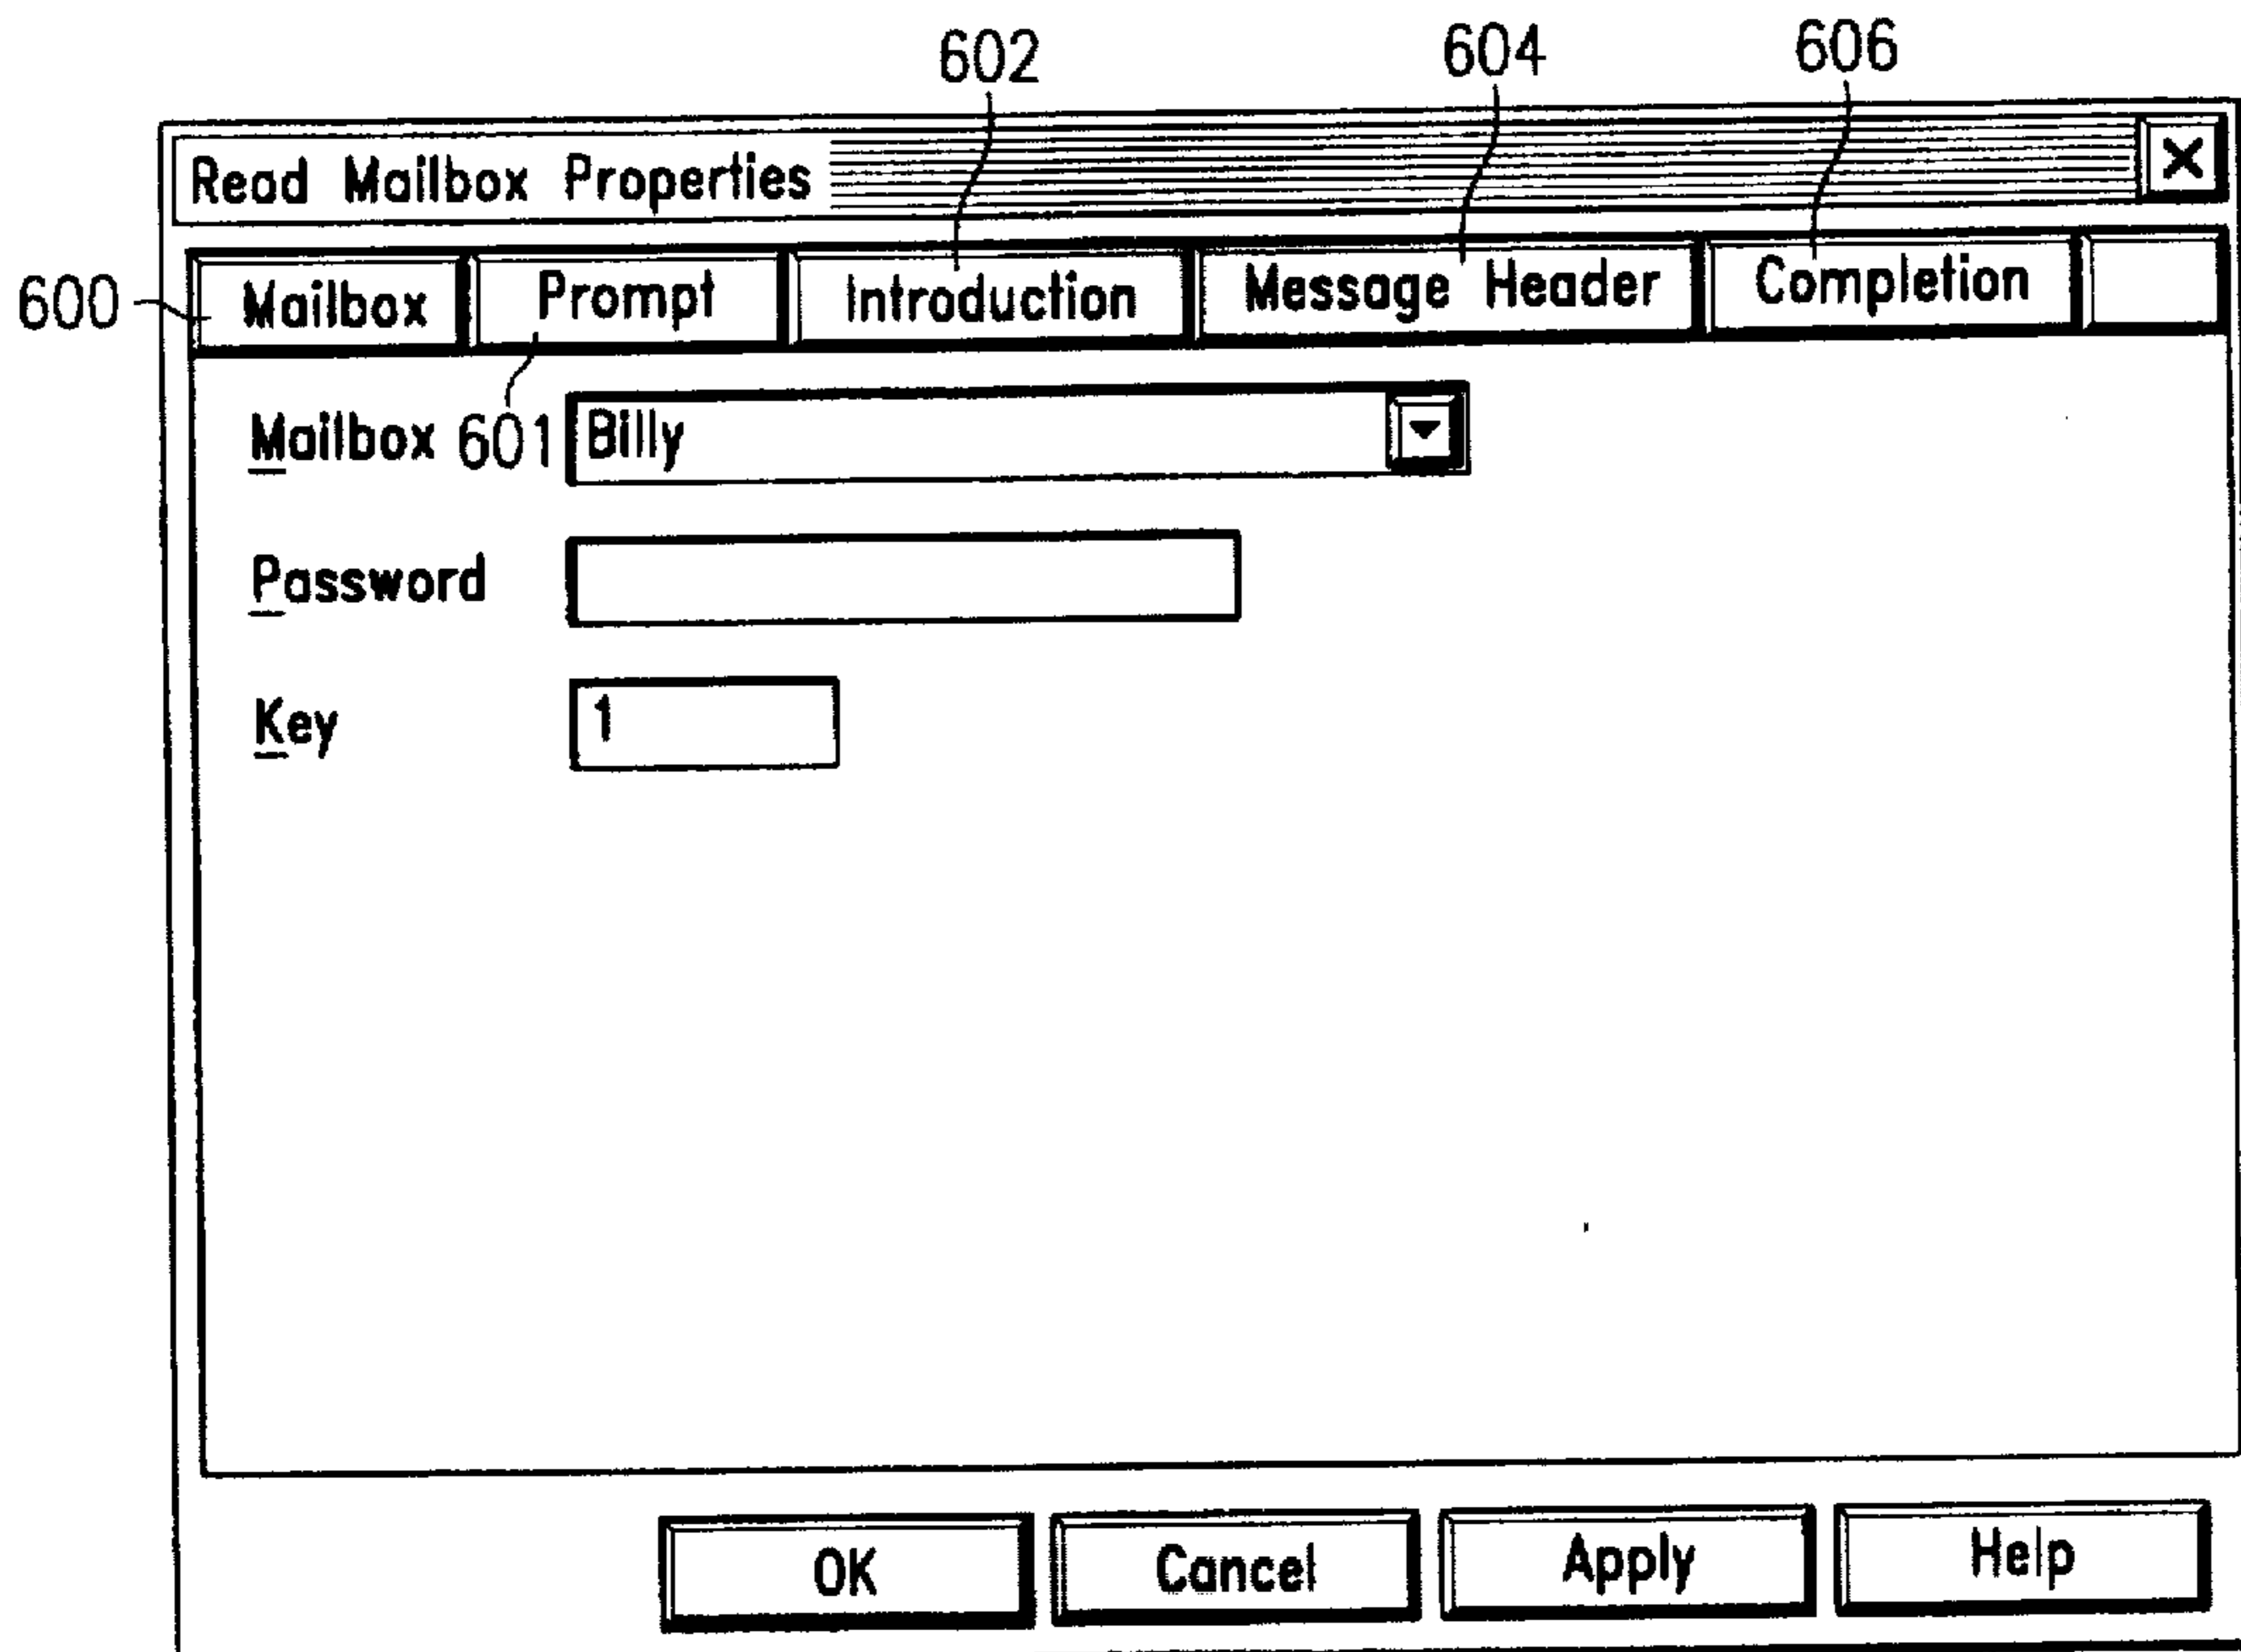 602 604 606
Read Mailbox Properties X
600 Mailbox Prompt Introduction Message Header Completion
Mailbox 601 Billy
Password
Key 1
OK Cancel Apply Help